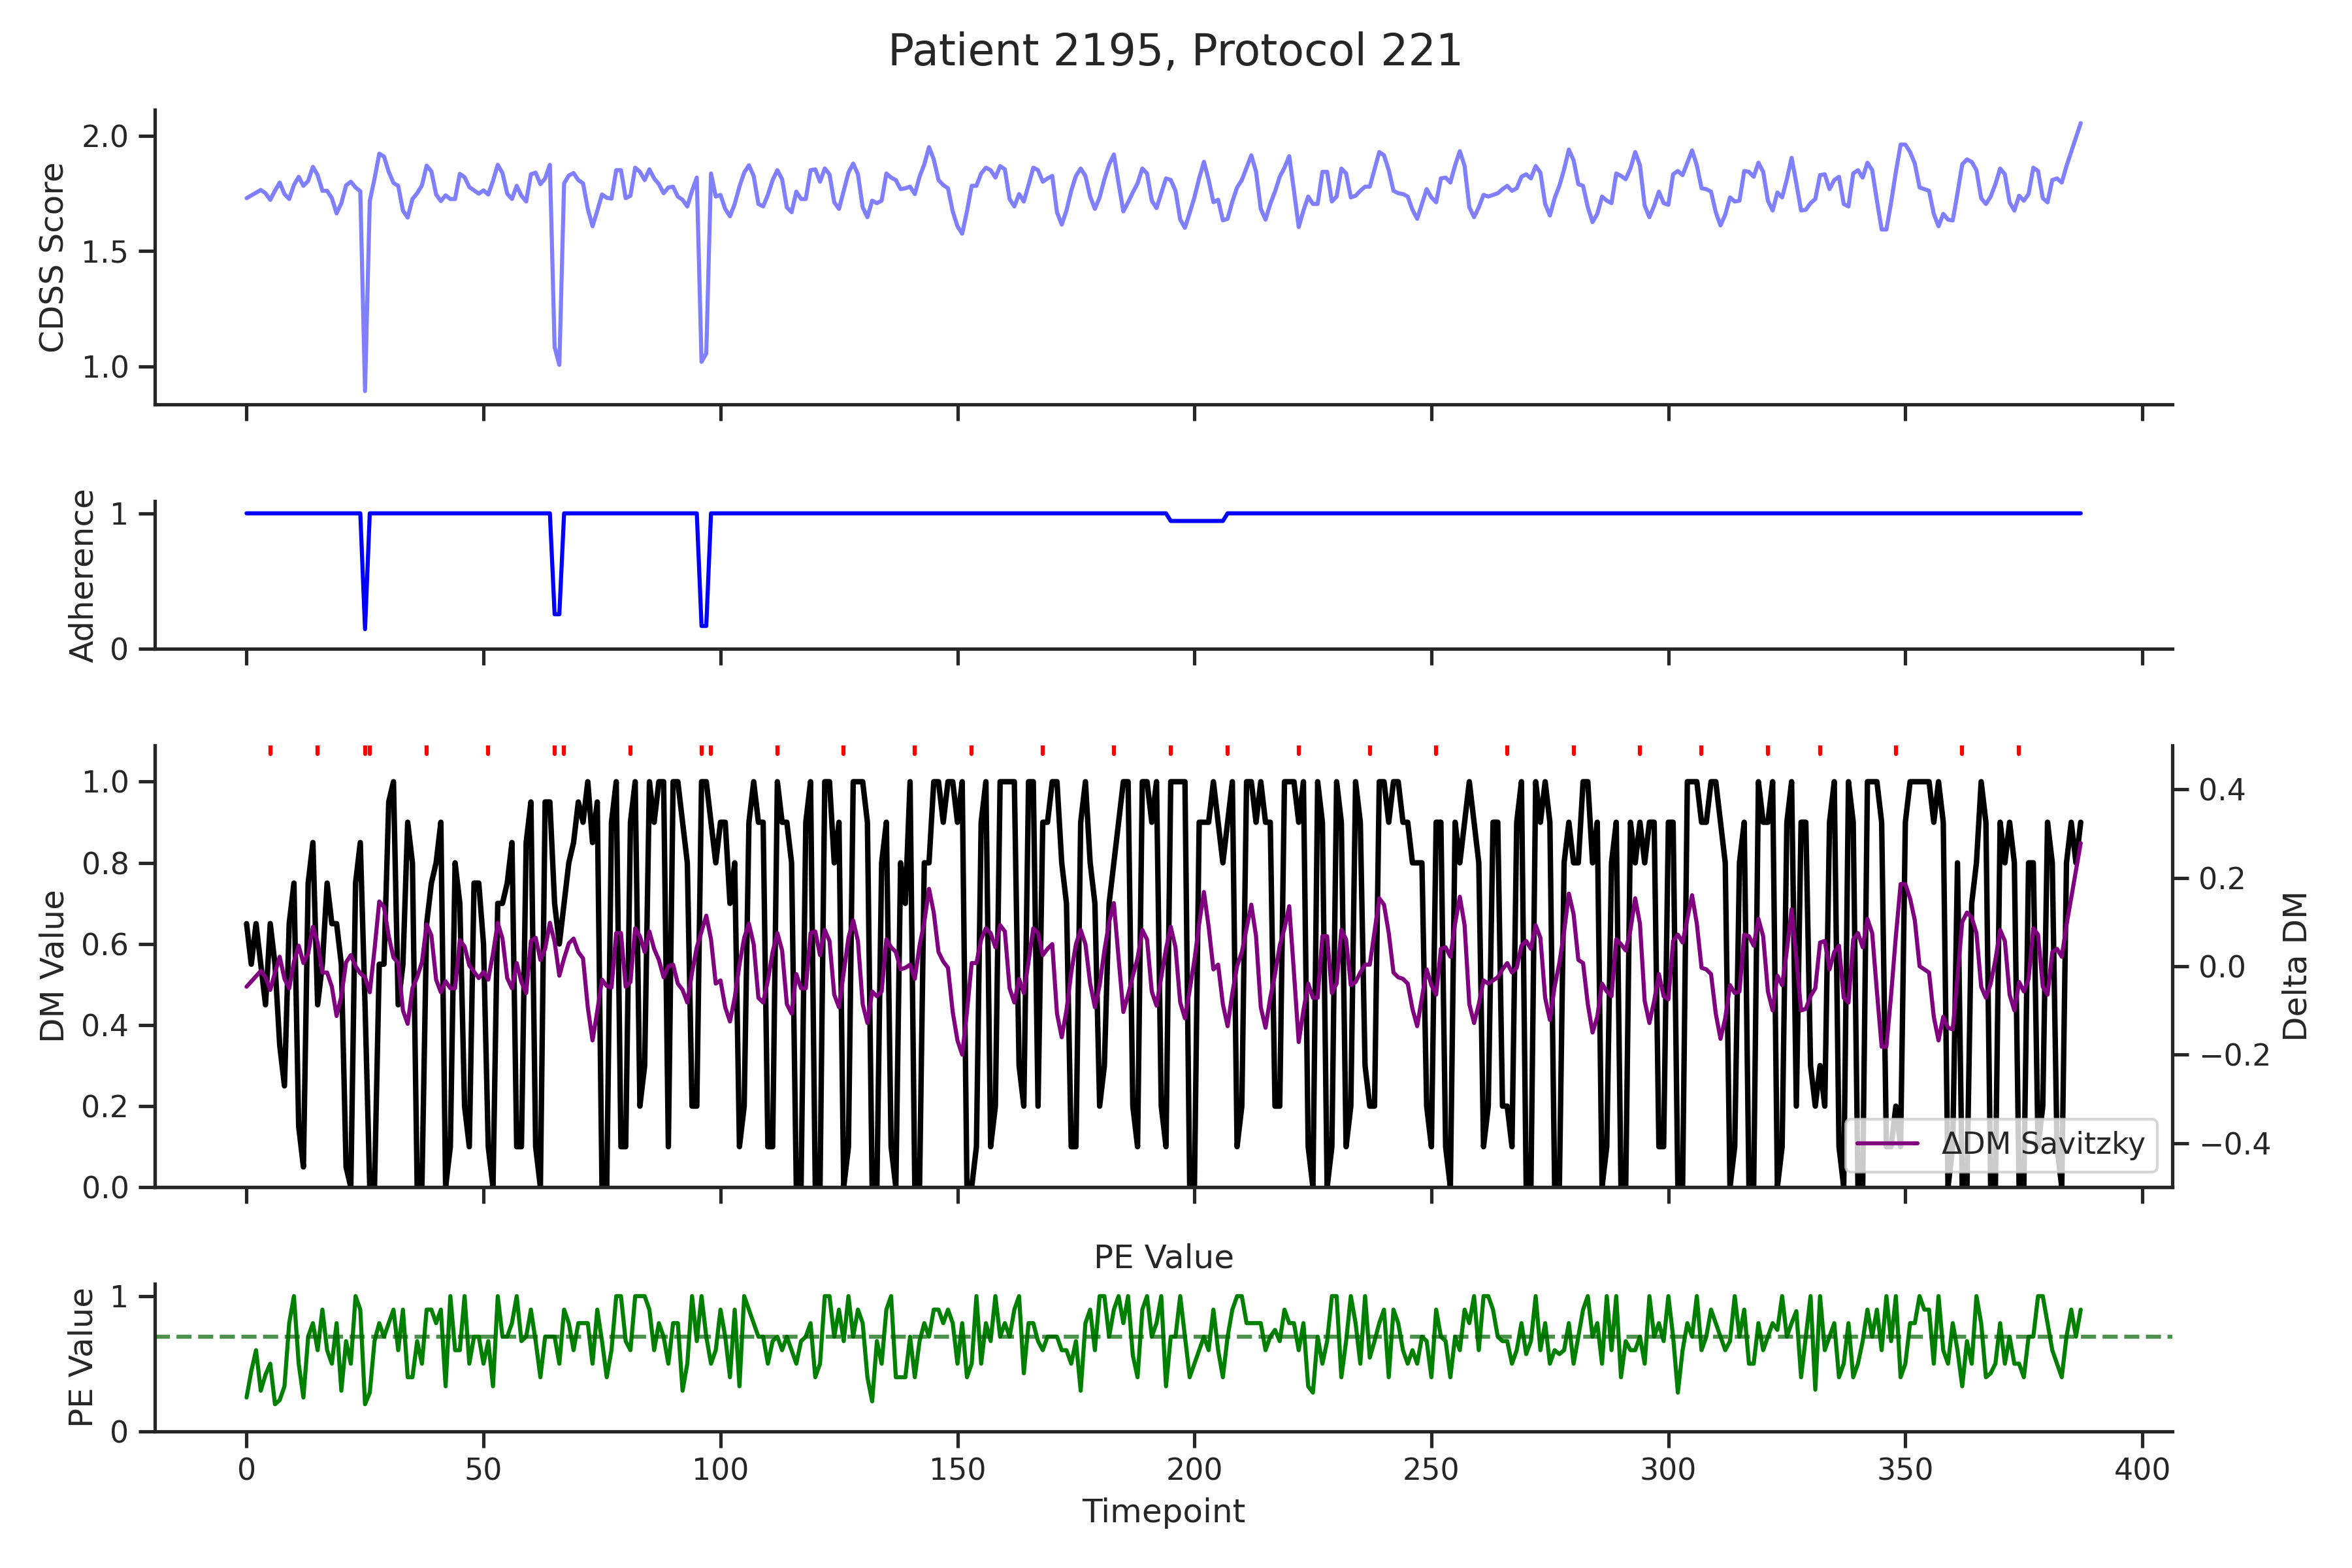 Patient 2195, Protocol 221
CDSS Score
2.0
1.5
1.0
Adherence
1
0
DM Value
1.0
0.8
0.6
0.4
0.2
0.0
Delta DM
0.4
0.2
0.0
−0.2
−0.4
ΔDM Savitzky
PE Value
PE Value
1
0
0 50 100 150 200 250 300 350 400
Timepoint